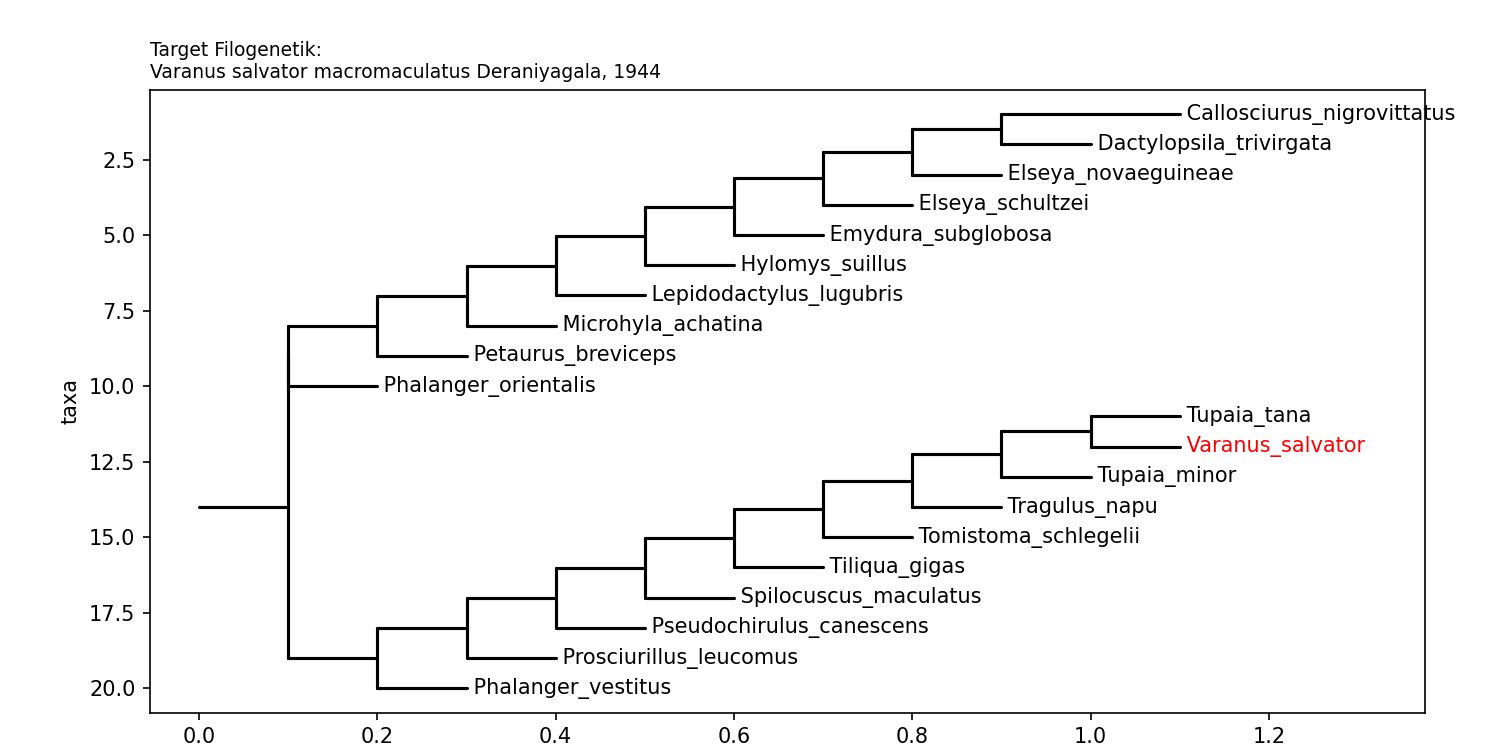 Target Filogenetik:
Varanus salvator macromaculatus Deraniyagala, 1944
Callosciurus_nigrovittatus
Dactylopsila_trivirgata
2.5
Elseya_novaeguineae
Elseya_schultzei
5.0
Emydura_subglobosa
Hylomys_suillus
Lepidodactylus_lugubris
7.5
Microhyla_achatina
Petaurus_breviceps
10.0
Phalanger_orientalis
taxa
Tupaia_tana
Varanus_salvator
12.5
Tupaia_minor
Tragulus_napu
15.0
Tomistoma_schlegelii
Tiliqua_gigas
Spilocuscus_maculatus
17.5
Pseudochirulus_canescens
Prosciurillus_leucomus
20.0
Phalanger_vestitus
0.0 0.2 0.4 0.6 0.8 1.0 1.2